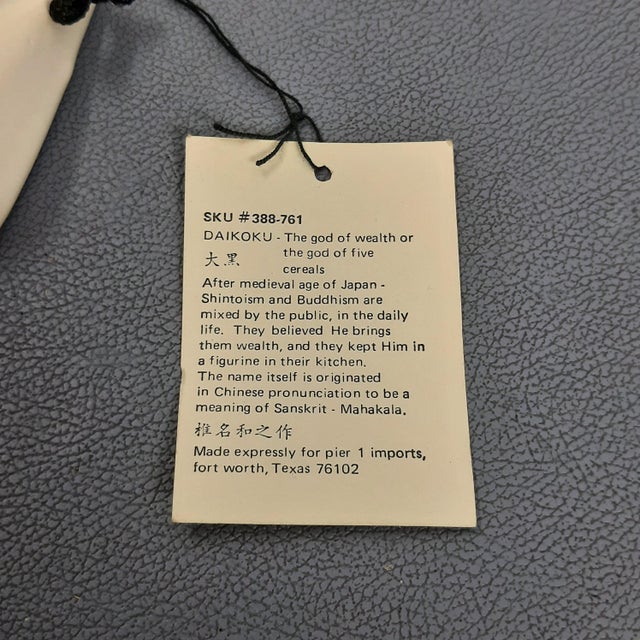 SKU #388-761
DAIKOKU - The god of wealth or
大黒 the god of five
cereals
After medieval age of Japan -
Shintoism and Buddhism are
mixed by the public, in the daily
life. They believed He brings
them wealth, and they kept Him in
a figurine in their kitchen.
The name itself is originated
in Chinese pronunciation to be a
meaning of Sanskrit - Mahakala.
椎名和之作
Made expressly for pier 1 imports,
fort worth, Texas 76102